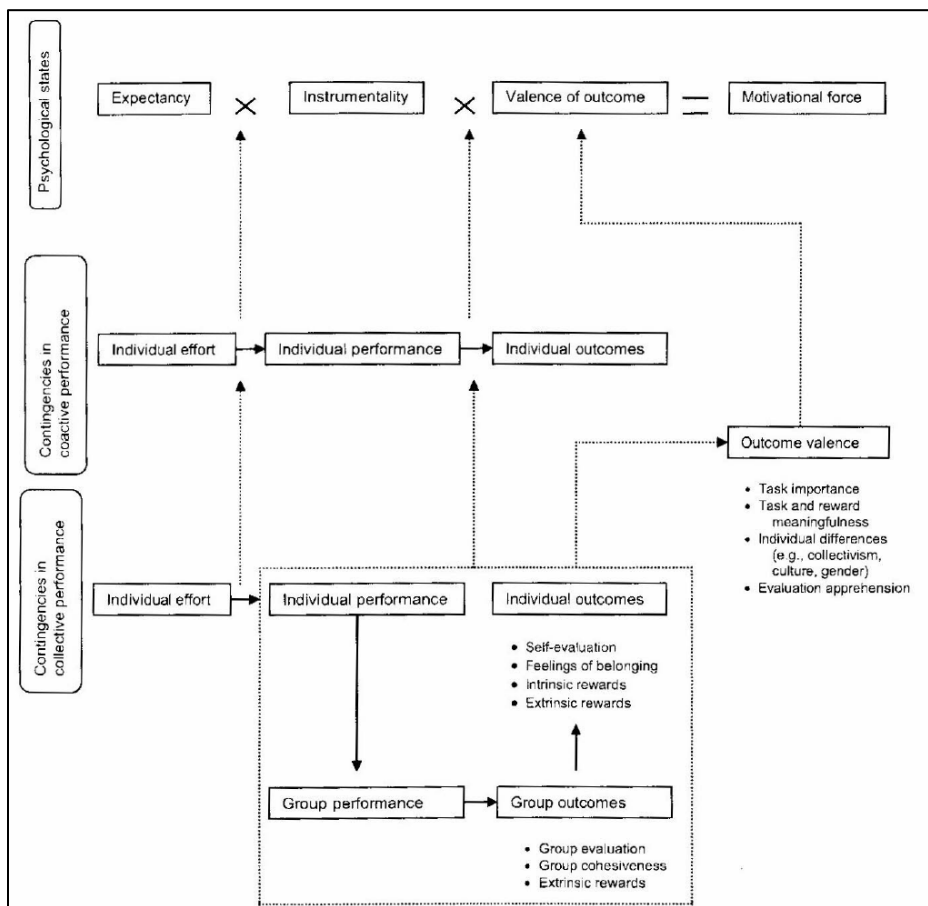 Psychological states
Expectancy
×
Instrumentality
×
Valence of outcome
=
Motivational force
Contingencies in
coactive performance
Individual effort
Individual performance
Individual outcomes
Outcome valence
• Task importance
• Task and reward
meaningfulness
• Individual differences
(e.g., collectivism,
culture, gender)
• Evaluation apprehension
Contingencies in
collective performance
Individual effort
Individual performance
Individual outcomes
• Self-evaluation
• Feelings of belonging
• Intrinsic rewards
• Extrinsic rewards
Group performance
Group outcomes
• Group evaluation
• Group cohesiveness
• Extrinsic rewards